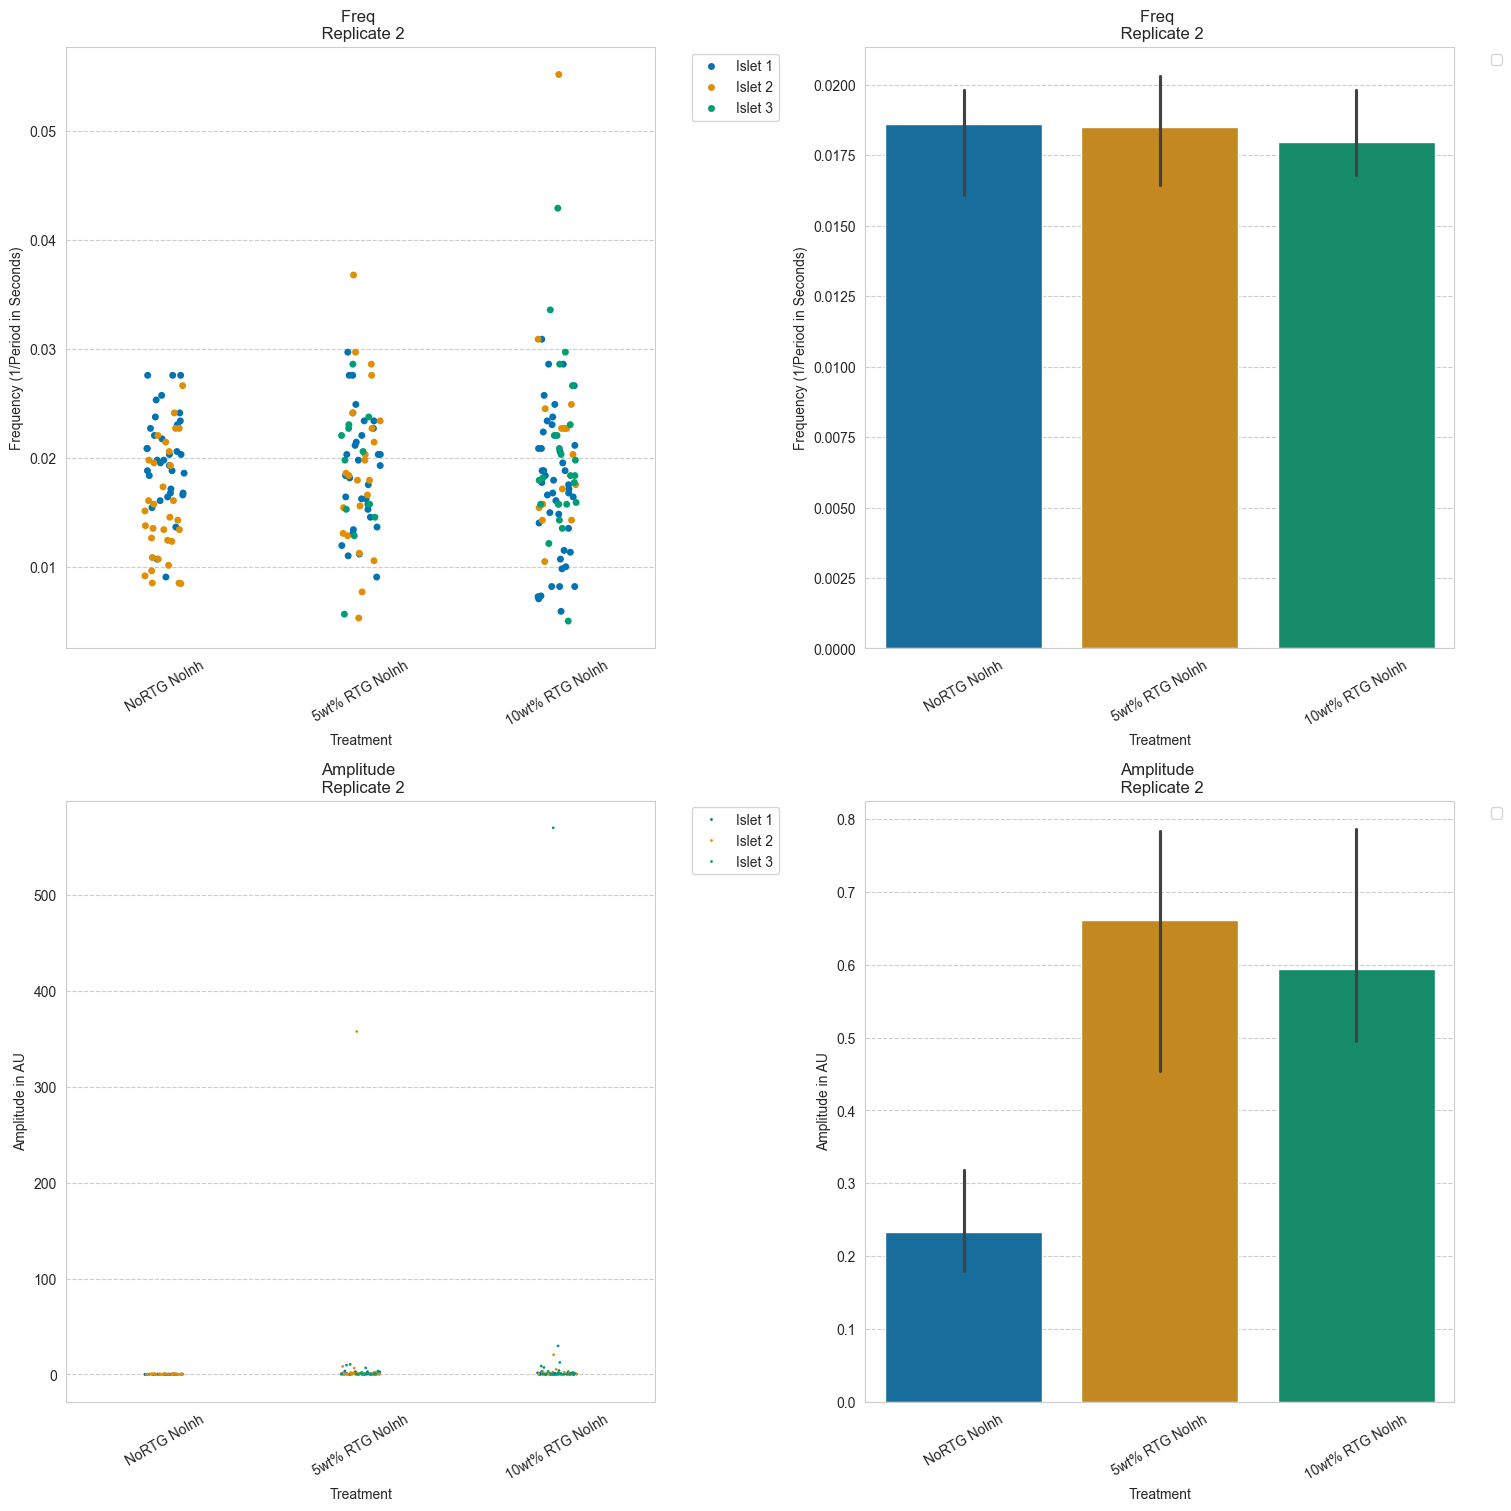 Freq
Replicate 2
Frequency (1/Period in Seconds)
0.05
0.04
0.03
0.02
0.01
NoRTG NoInh
5wt% RTG NoInh
10wt% RTG NoInh
Treatment
Islet 1
Islet 2
Islet 3
Freq
Replicate 2
Frequency (1/Period in Seconds)
0.0200
0.0175
0.0150
0.0125
0.0100
0.0075
0.0050
0.0025
0.0000
NoRTG NoInh
5wt% RTG NoInh
10wt% RTG NoInh
Treatment
Amplitude
Replicate 2
Amplitude in AU
500
400
300
200
100
0
NoRTG NoInh
5wt% RTG NoInh
10wt% RTG NoInh
Treatment
Islet 1
Islet 2
Islet 3
Amplitude
Replicate 2
Amplitude in AU
0.8
0.7
0.6
0.5
0.4
0.3
0.2
0.1
0.0
NoRTG NoInh
5wt% RTG NoInh
10wt% RTG NoInh
Treatment